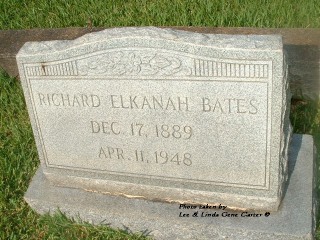 RICHARD ELKANAH BATES
DEC. 17, 1889
APR. 11, 1948
Photo taken by
Lee & Linda Gene Carter ©